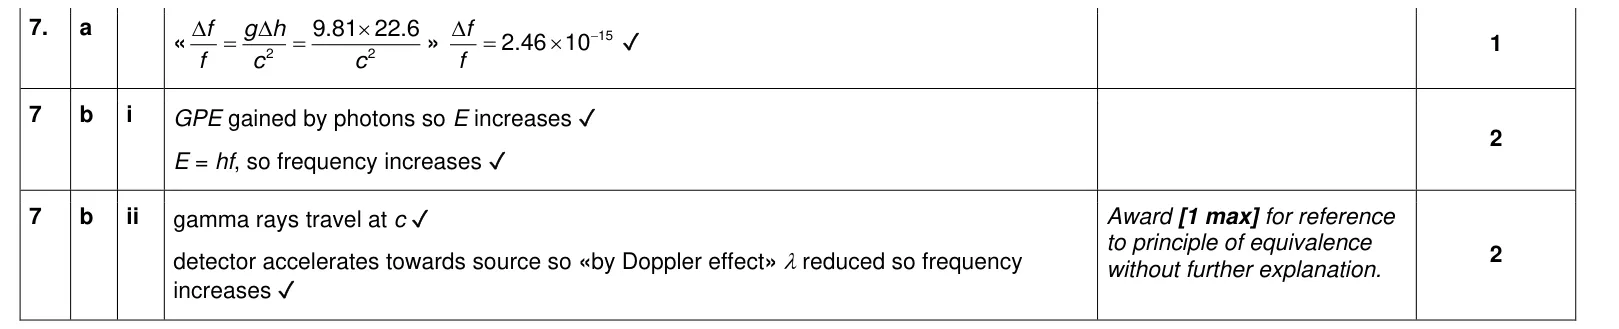 7. a « Δf/f = gΔh/c² = 9.81×22.6/c² » Δf/f = 2.46×10⁻¹⁵ ✓ 1
7 b i GPE gained by photons so E increases ✓
E = hf, so frequency increases ✓
2
7 b ii gamma rays travel at c ✓
detector accelerates towards source so «by Doppler effect» λ reduced so frequency
increases ✓
Award [1 max] for reference
to principle of equivalence
without further explanation.
2